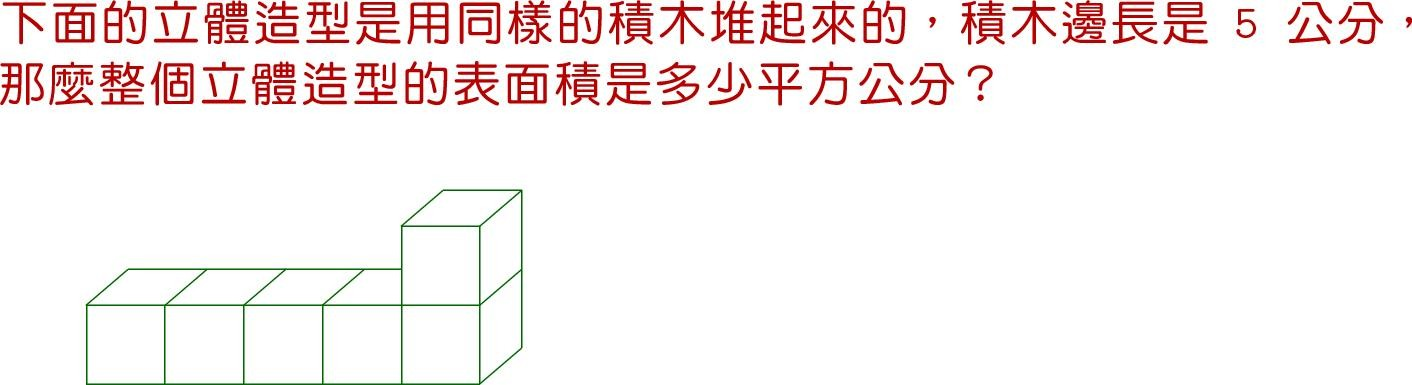 下面的立體造型是用同樣的積木堆起來的，積木邊長是 5 公分，
那麼整個立體造型的表面積是多少平方公分？